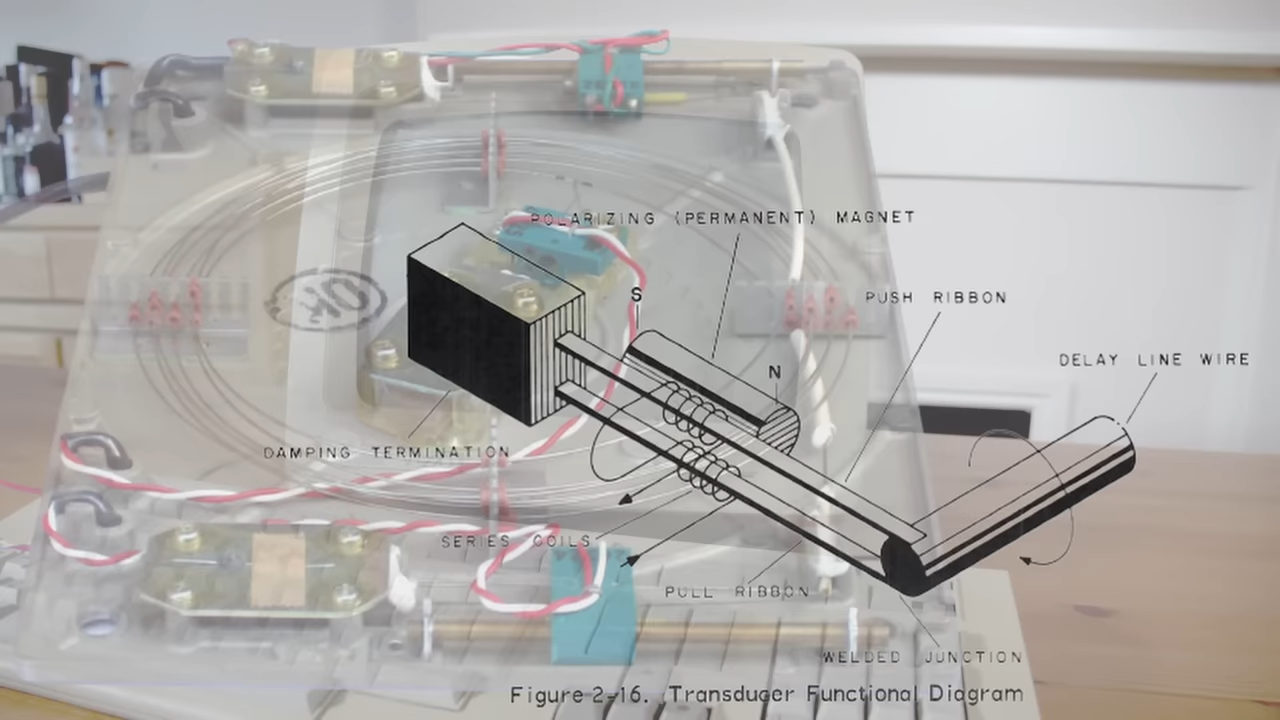 POLARIZING (PERMANENT) MAGNET
S
PUSH RIBBON
DELAY LINE WIRE
N
OK
DAMPING TERMINATION
SERIES COILS
PULL RIBBON
WELDED JUNCTION
Figure 2-16. Transducer Functional Diagram